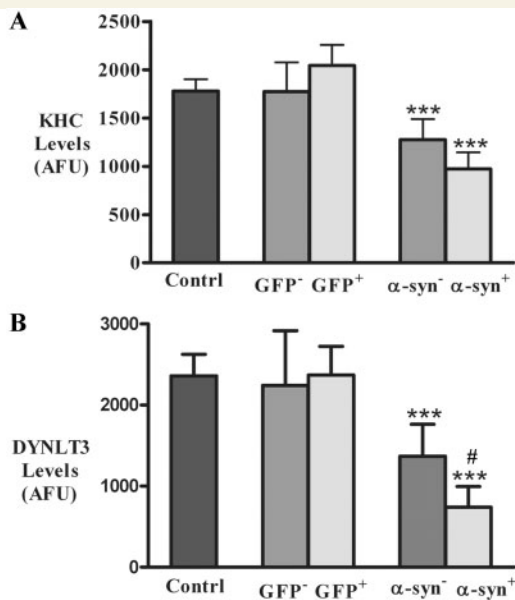 A
2500
2000
1500
1000
500
0
KHC
Levels
(AFU)
***
***
Contrl GFP⁻ GFP⁺ α-syn⁻ α-syn⁺
B
3000
2000
1000
0
DYNLT3
Levels
(AFU)
***
#
***
Contrl GFP⁻ GFP⁺ α-syn⁻ α-syn⁺